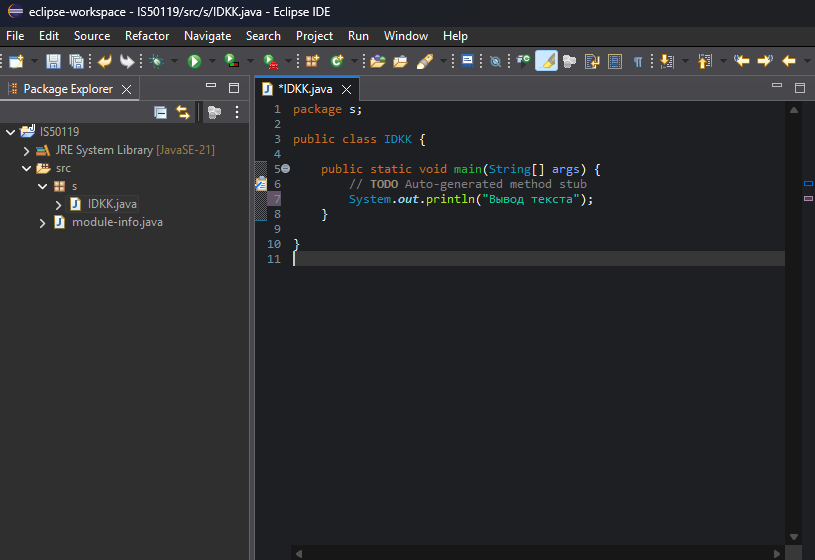 eclipse-workspace - IS50119/src/s/IDKK.java - Eclipse IDE
File Edit Source Refactor Navigate Search Project Run Window Help
Package Explorer
*IDKK.java
IS50119
JRE System Library [JavaSE-21]
src
s
IDKK.java
module-info.java
1 package s;
2
3 public class IDKK {
4
5 public static void main(String[] args) {
6 // TODO Auto-generated method stub
7 System.out.println("Вывод текста");
8 }
9
10 }
11